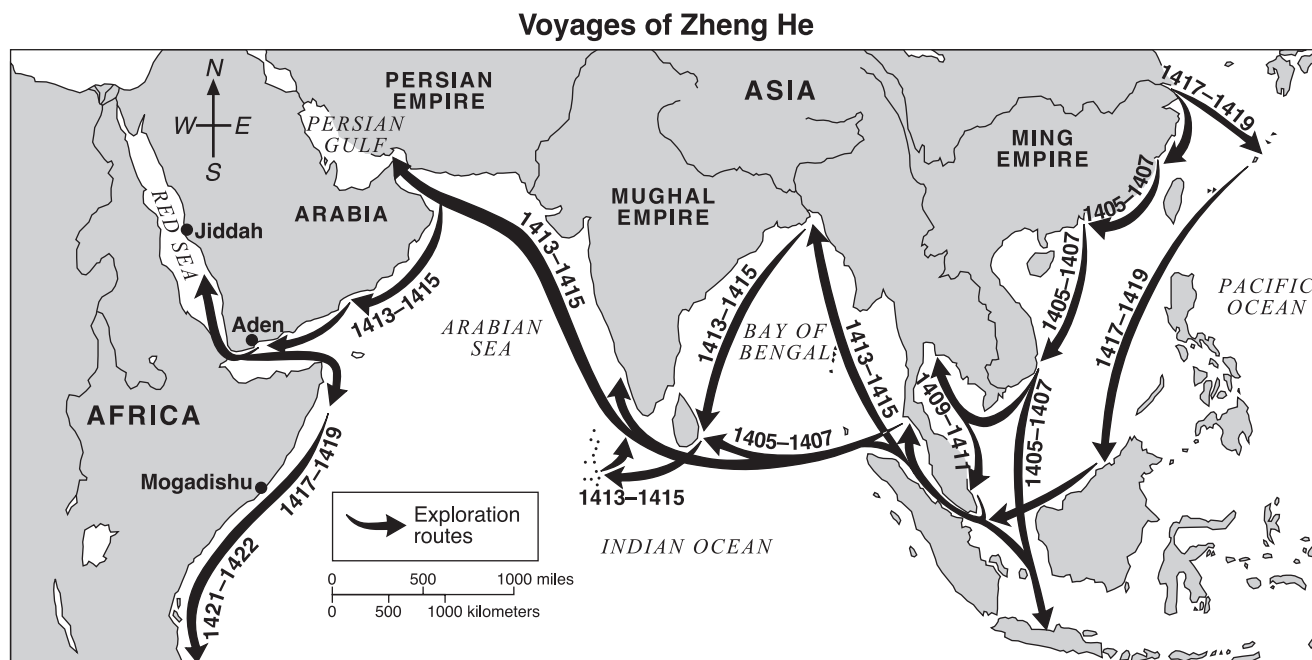 Voyages of Zheng He
N
W E
S
PERSIAN
EMPIRE
PERSIAN
GULF
ASIA
MING
EMPIRE
MUGHAL
EMPIRE
ARABIA
RED SEA
Jiddah
Aden
ARABIAN
SEA
BAY OF
BENGAL
PACIFIC
OCEAN
AFRICA
Mogadishu
INDIAN OCEAN
1417–1419
1405–1407
1405–1407
1417–1419
1405–1407
1409–1411
1413–1415
1413–1415
1405–1407
1413–1415
1413–1415
1413–1415
1417–1419
1421–1422
Exploration
routes
0 500 1000 miles
0 500 1000 kilometers